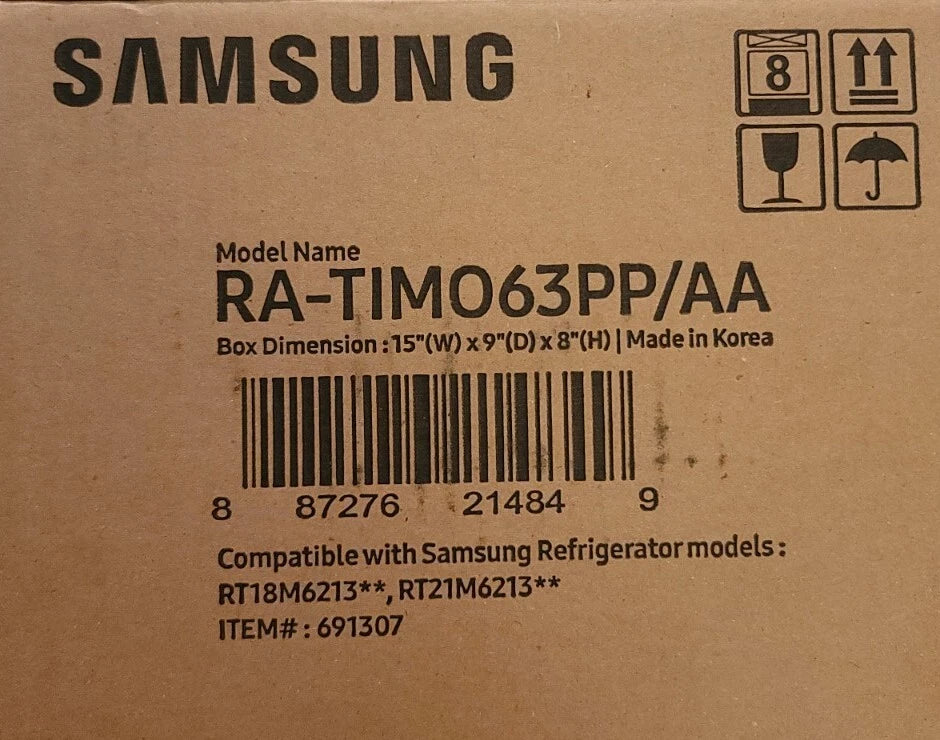 SAMSUNG
8
Model Name
RA-TIMO63PP/AA
Box Dimension : 15"(W) x 9"(D) x 8"(H) | Made in Korea
8 87276 21484 9
Compatible with Samsung Refrigerator models :
RT18M6213**, RT21M6213**
ITEM# : 691307